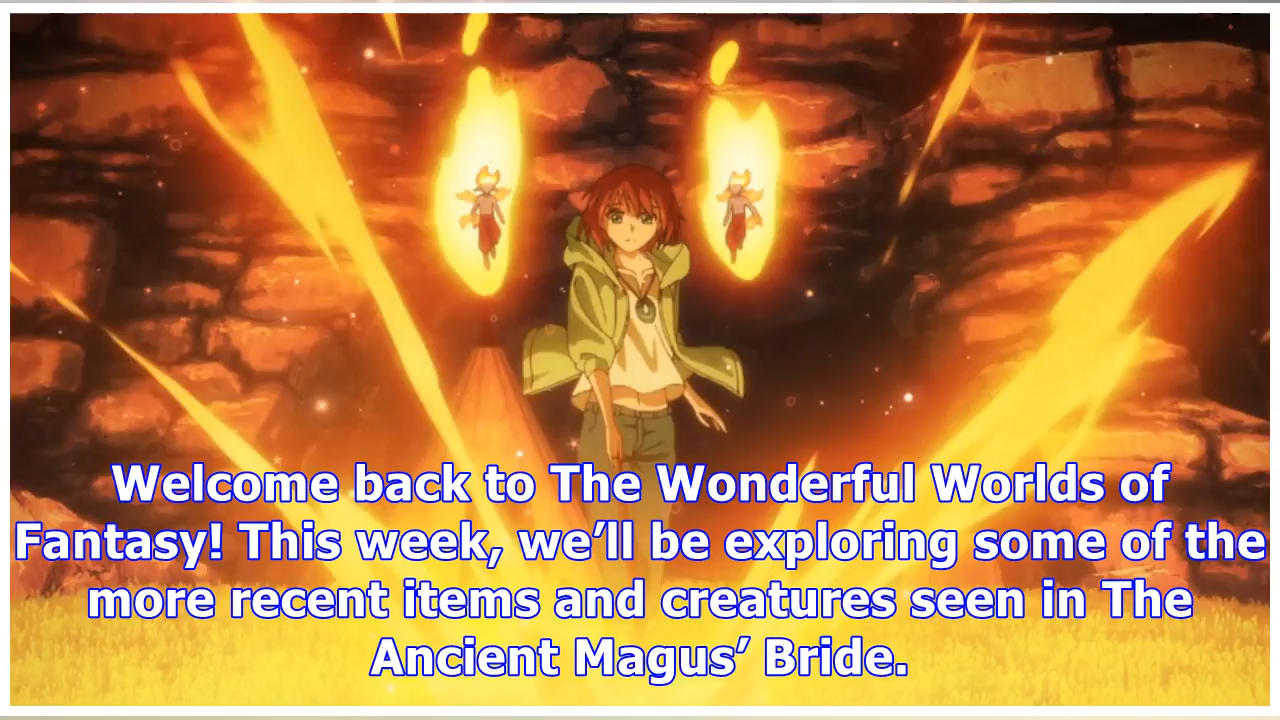 Welcome back to The Wonderful Worlds of
Fantasy! This week, we’ll be exploring some of the
more recent items and creatures seen in The
Ancient Magus’ Bride.